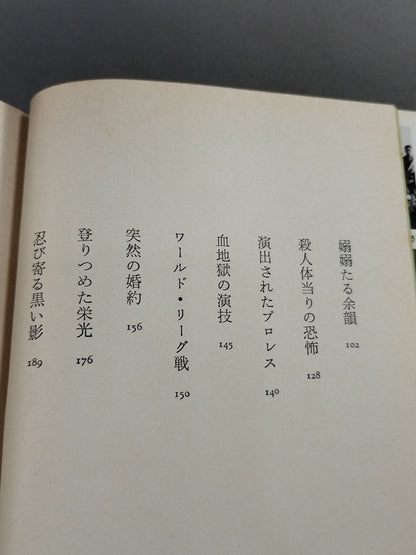 嫋嫋たる余韻 102
殺人体当りの恐怖 128
演出されたプロレス 140
血地獄の演技 145
ワールド・リーグ戦 150
突然の婚約 156
登りつめた栄光 176
忍び寄る黒い影 189